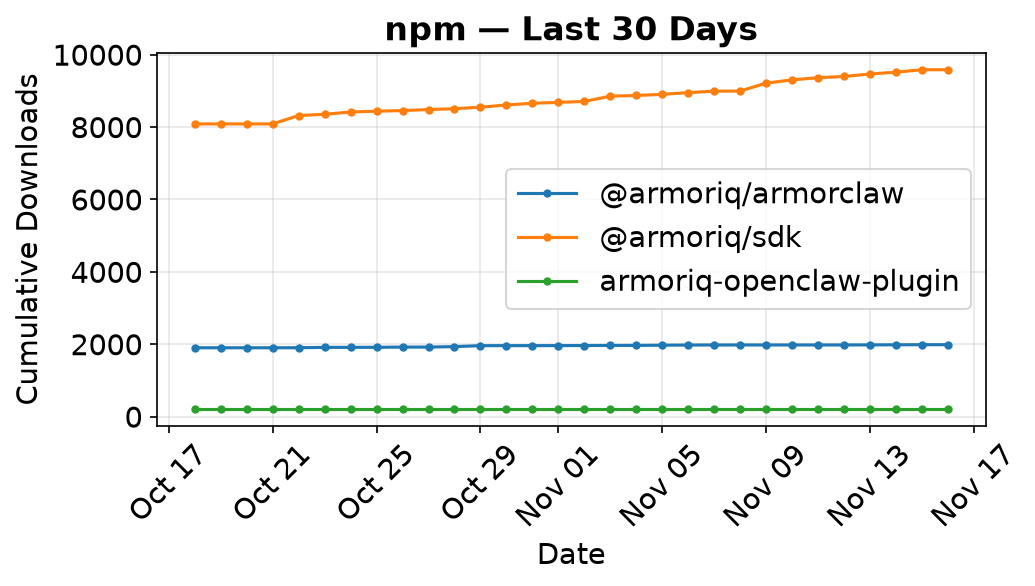 npm — Last 30 Days
Cumulative Downloads
10000
8000
6000
4000
2000
0
@armoriq/armorclaw
@armoriq/sdk
armoriq-openclaw-plugin
Oct 17
Oct 21
Oct 25
Oct 29
Nov 01
Nov 05
Nov 09
Nov 13
Nov 17
Date